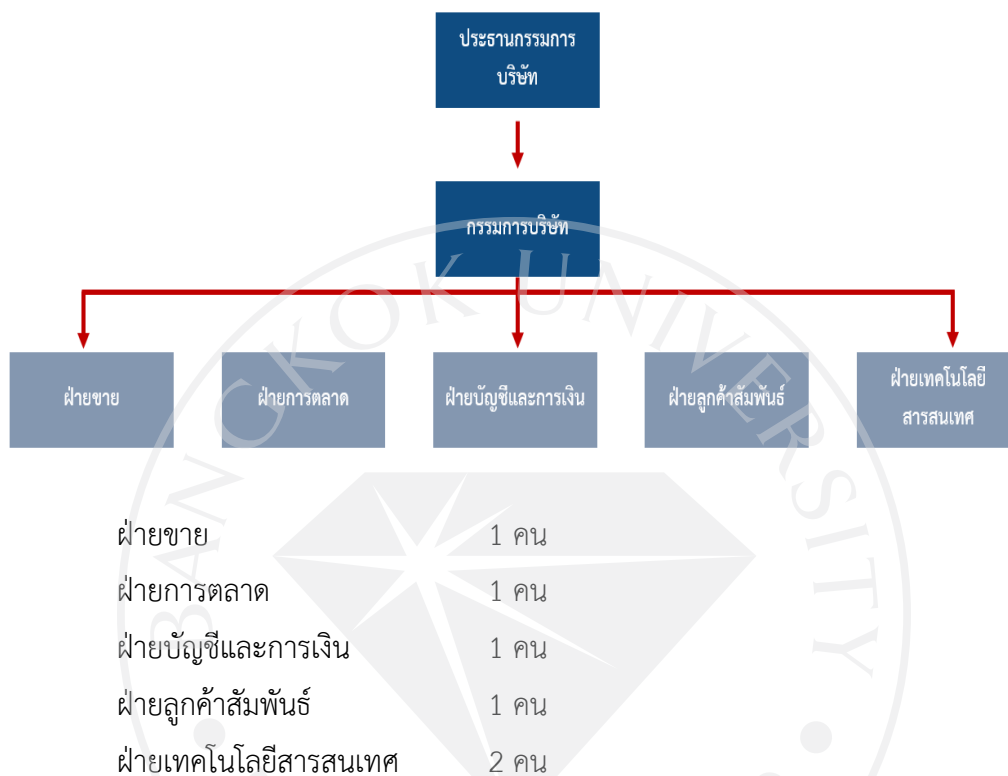 ประธานกรรมการ
บริษัท
กรรมการบริษัท
ฝ่ายขาย
ฝ่ายการตลาด
ฝ่ายบัญชีและการเงิน
ฝ่ายลูกค้าสัมพันธ์
ฝ่ายเทคโนโลยี
สารสนเทศ
ฝ่ายขาย 1 คน
ฝ่ายการตลาด 1 คน
ฝ่ายบัญชีและการเงิน 1 คน
ฝ่ายลูกค้าสัมพันธ์ 1 คน
ฝ่ายเทคโนโลยีสารสนเทศ 2 คน
BANGKOK UNIVERSITY